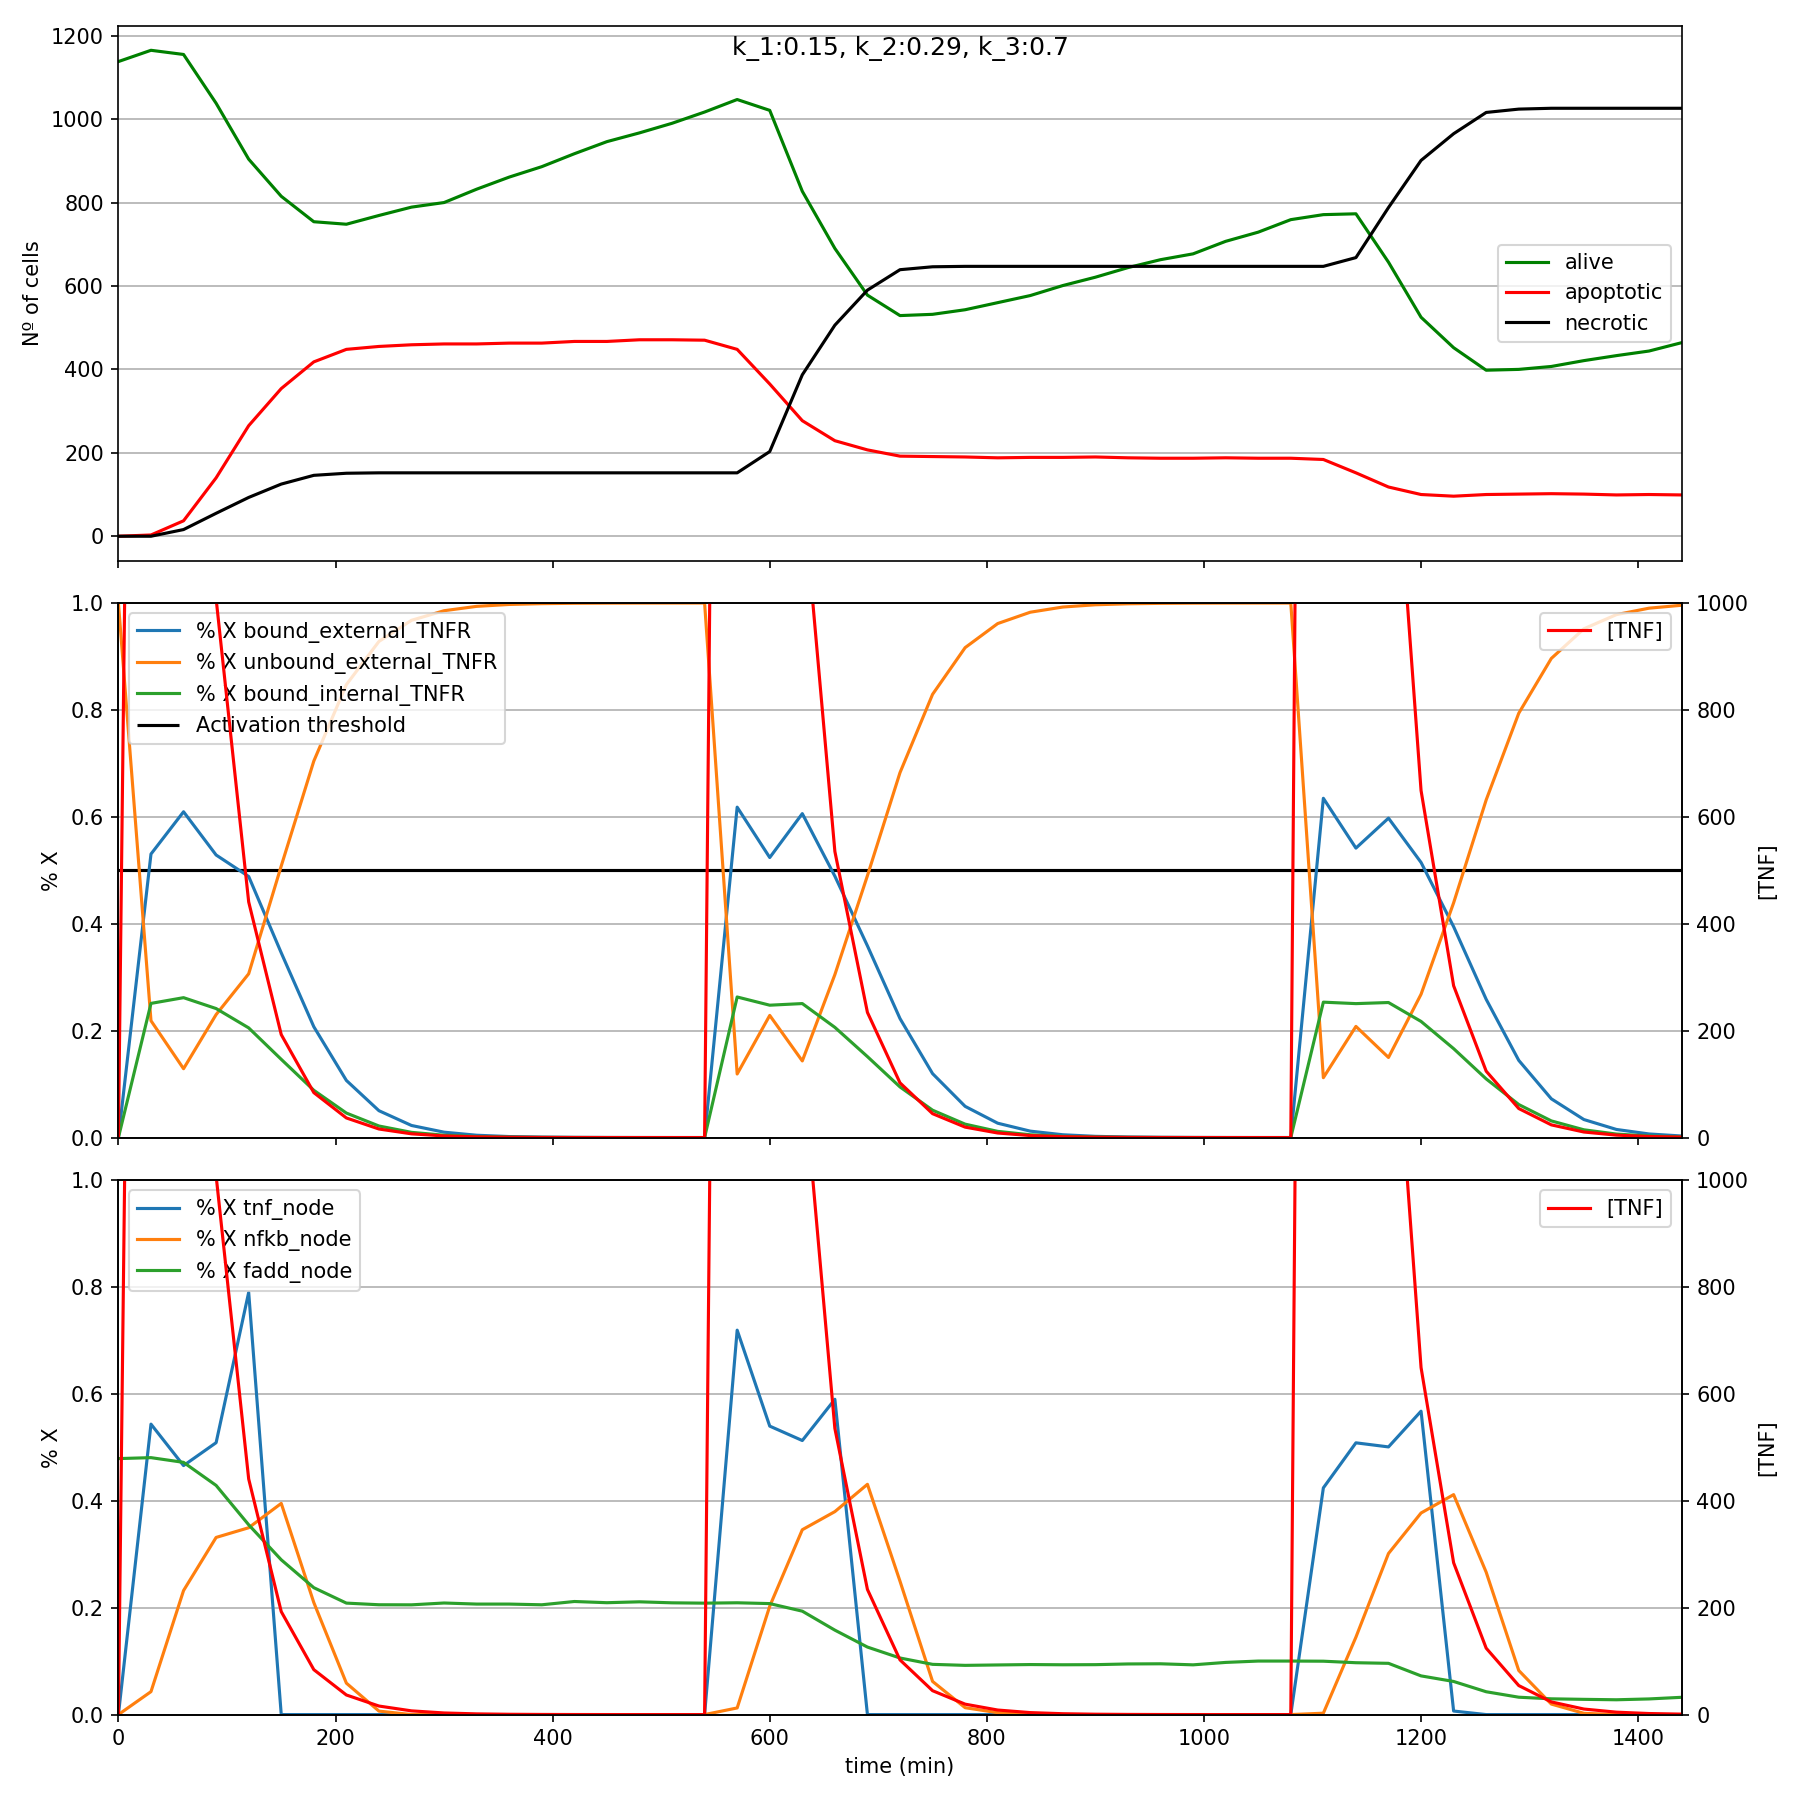 k_1:0.15, k_2:0.29, k_3:0.7
1200
1000
800
600
400
200
0
Nº of cells
alive
apoptotic
necrotic
1.0
0.8
0.6
0.4
0.2
0.0
% X
% X bound_external_TNFR
% X unbound_external_TNFR
% X bound_internal_TNFR
Activation threshold
[TNF]
1000
800
600
400
200
0
[TNF]
1.0
0.8
0.6
0.4
0.2
0.0
% X
% X tnf_node
% X nfkb_node
% X fadd_node
[TNF]
1000
800
600
400
200
0
[TNF]
0 200 400 600 800 1000 1200 1400
time (min)